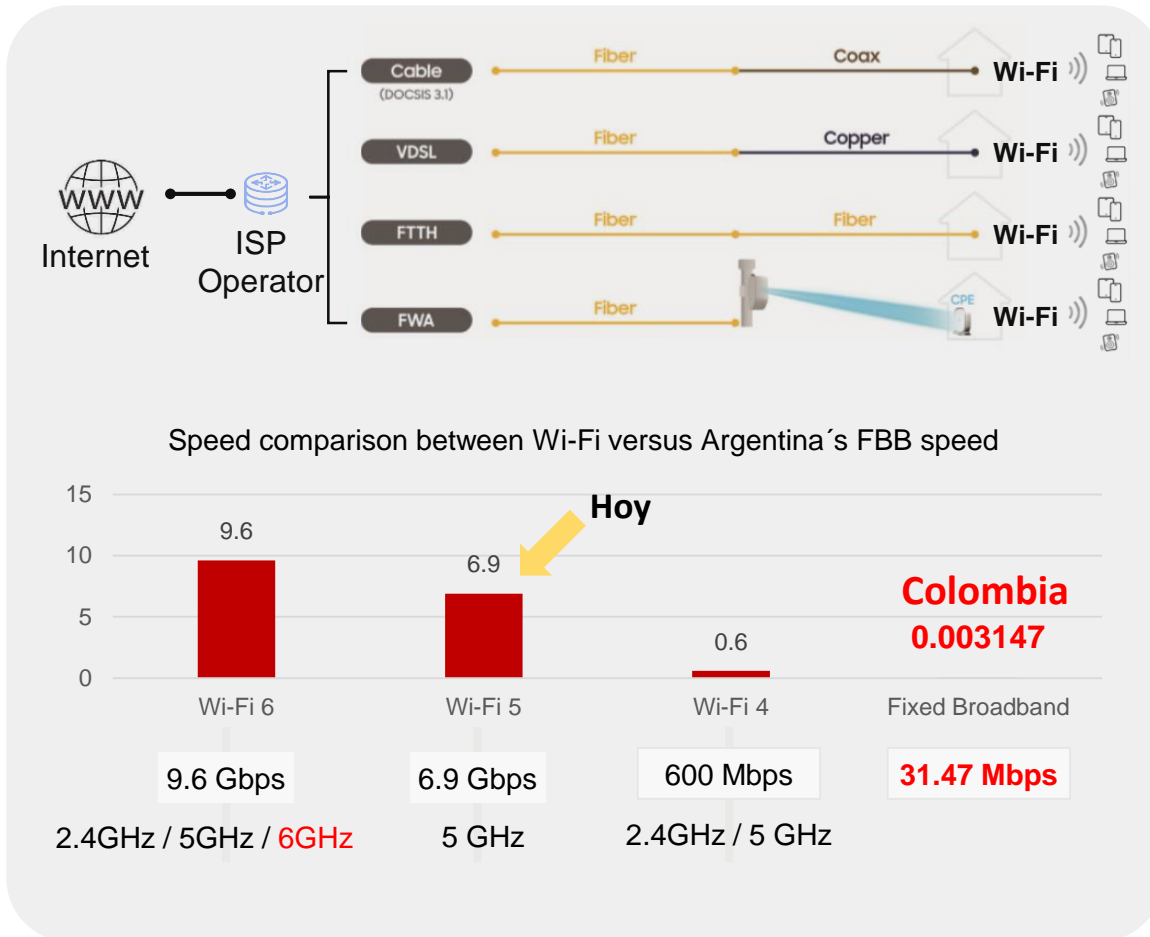 Fiber
Coax
Cable
(DOCSIS 3.1)
Wi-Fi
Fiber
Copper
VDSL
Wi-Fi
WWW
Internet
ISP
Operator
Fiber
Fiber
FTTH
Wi-Fi
Fiber
CPE
FWA
Wi-Fi
Speed comparison between Wi-Fi versus Argentina´s FBB speed
15
10
5
0
9.6
6.9
0.6
Hoy
Colombia
0.003147
Wi-Fi 6
Wi-Fi 5
Wi-Fi 4
Fixed Broadband
9.6 Gbps
6.9 Gbps
600 Mbps
31.47 Mbps
2.4GHz / 5GHz / 6GHz
5 GHz
2.4GHz / 5 GHz